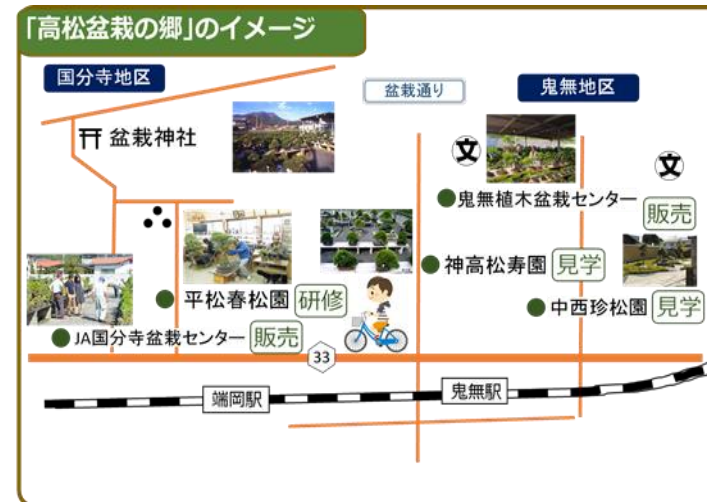 「高松盆栽の郷」のイメージ
国分寺地区
盆栽通り
鬼無地区
盆栽神社
文
文
鬼無植木盆栽センター
販売
神高松寿園 見学
平松春松園 研修
中西珍松園 見学
JA国分寺盆栽センター 販売
33
端岡駅
鬼無駅